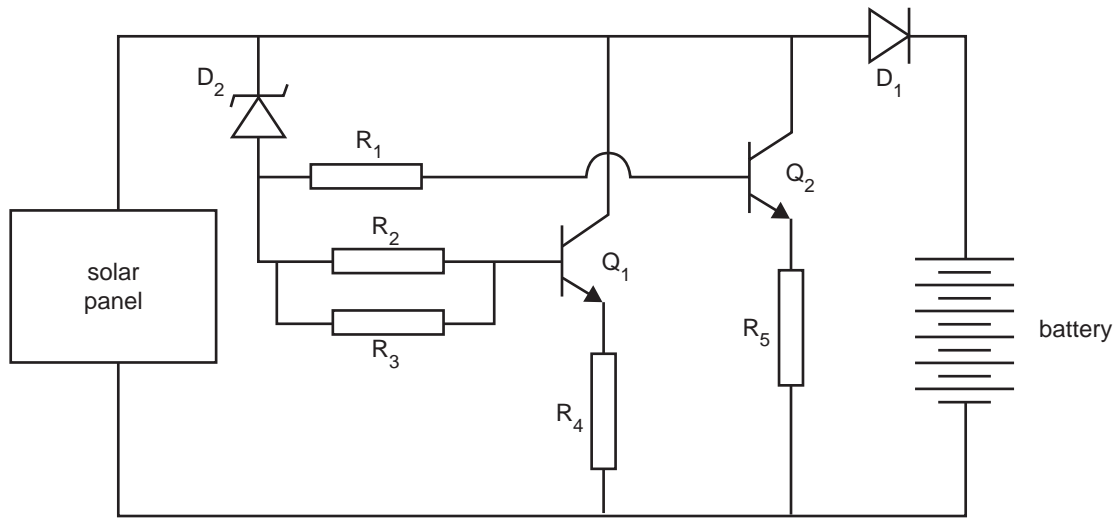 D2
D1
R1
Q2
R2
Q1
solar
panel
R3
R5
battery
R4